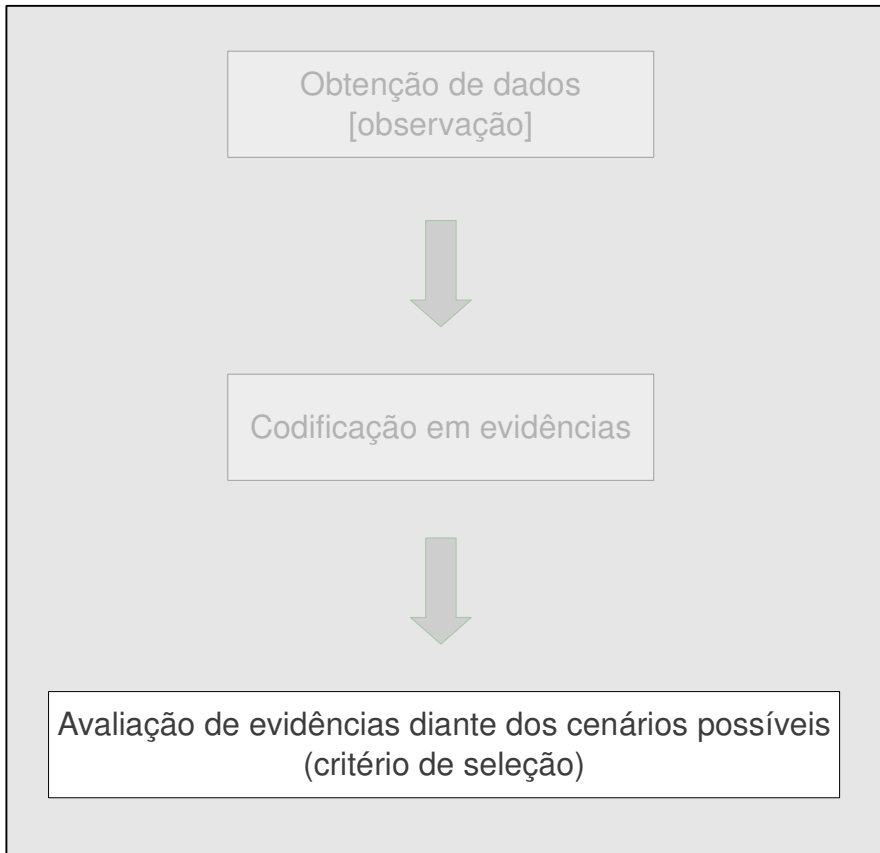 Obtenção de dados
[observação]
Codificação em evidências
Avaliação de evidências diante dos cenários possíveis
(critério de seleção)